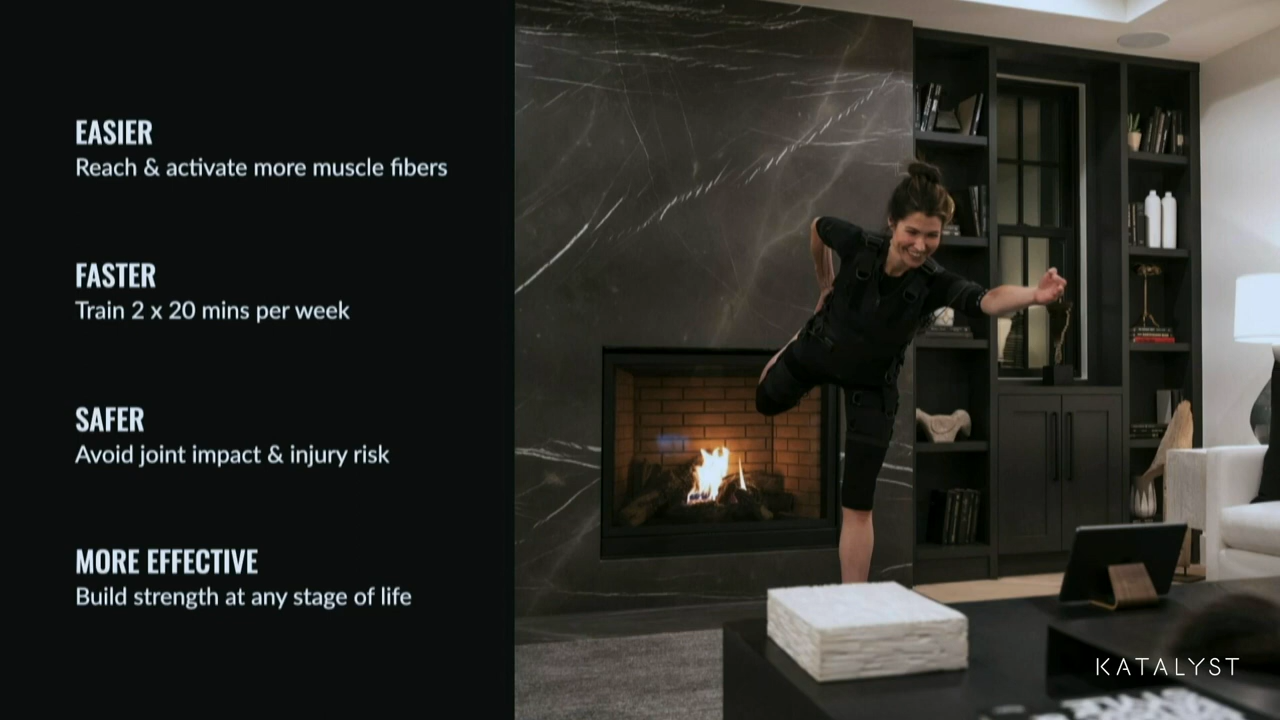 EASIER
Reach & activate more muscle fibers
FASTER
Train 2 x 20 mins per week
SAFER
Avoid joint impact & injury risk
MORE EFFECTIVE
Build strength at any stage of life
KATALYST